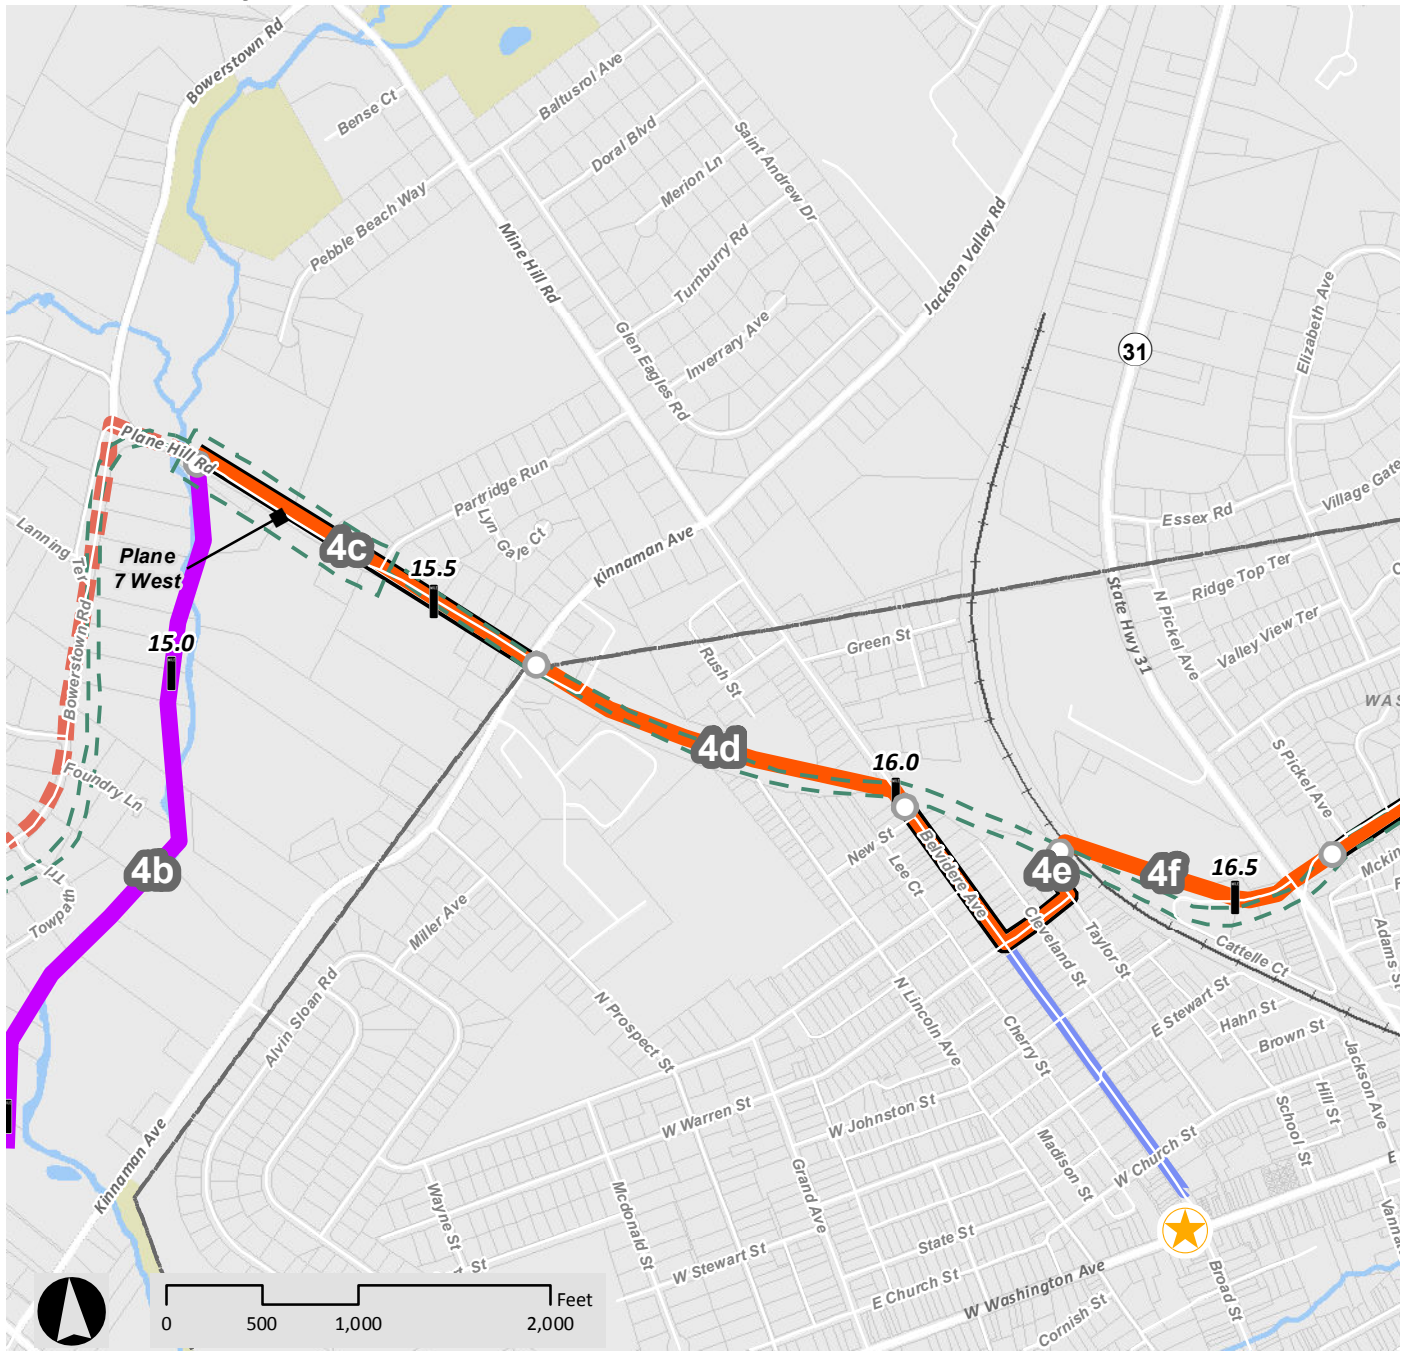 Bowerstown Rd
Bense Ct
Baltusrol Ave
Doral Blvd
Merion Ln
Saint Andrew Dr
Pebble Beach Way
Mine Hill Rd
Turnburry Rd
Jackson Valley Rd
Inverrary Ave
Glen Eagles Rd
31
Elizabeth Ave
Plane Hill Rd
Partridge Run
Lyn
Gale Ct
Kinnaman Ave
Essex Rd
Village Gate
Lanning
Ter
Plane
7 West
4c
15.5
Ridge Top Ter
N Pickel Ave
State Hwy 31
Valley View Ter
Green St
Rush St
15.0
Bowerstown Rd
WAS
4d
16.0
S Pickel Ave
Foundry Ln
4b
New St
Lee Ct
Belvidere Ave
4e
4f
16.5
Mckin
Trl
Towpath
Miller Ave
Cleveland St
Taylor St
Cattelle Ct
Adams S
Alvin Sloan Rd
N Prospect St
N Lincoln Ave
Cherry St
E Stewart St
Hahn St
Brown St
Jackson Ave
Hill St
School St
W Warren St
W Johnston St
Madison St
W Church St
E
Kinnaman Ave
Wayne St
Mcdonald St
Grand Ave
State St
W Stewart St
St
E Church St
W Washington Ave
Broad St
Cornish St
Vanna
Feet
0 500 1,000 2,000